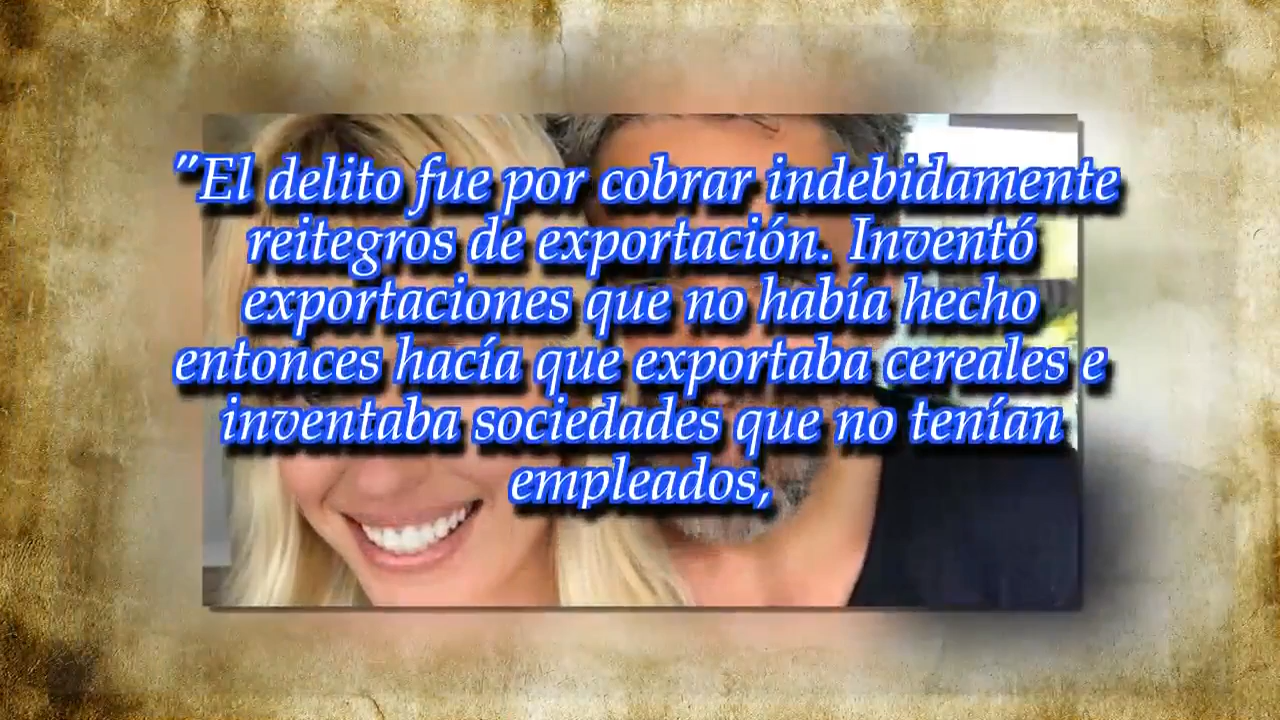 "El delito fue por cobrar indebidamente
reitegros de exportación. Inventó
exportaciones que no había hecho
entonces hacía que exportaba cereales e
inventaba sociedades que no tenían
empleados,